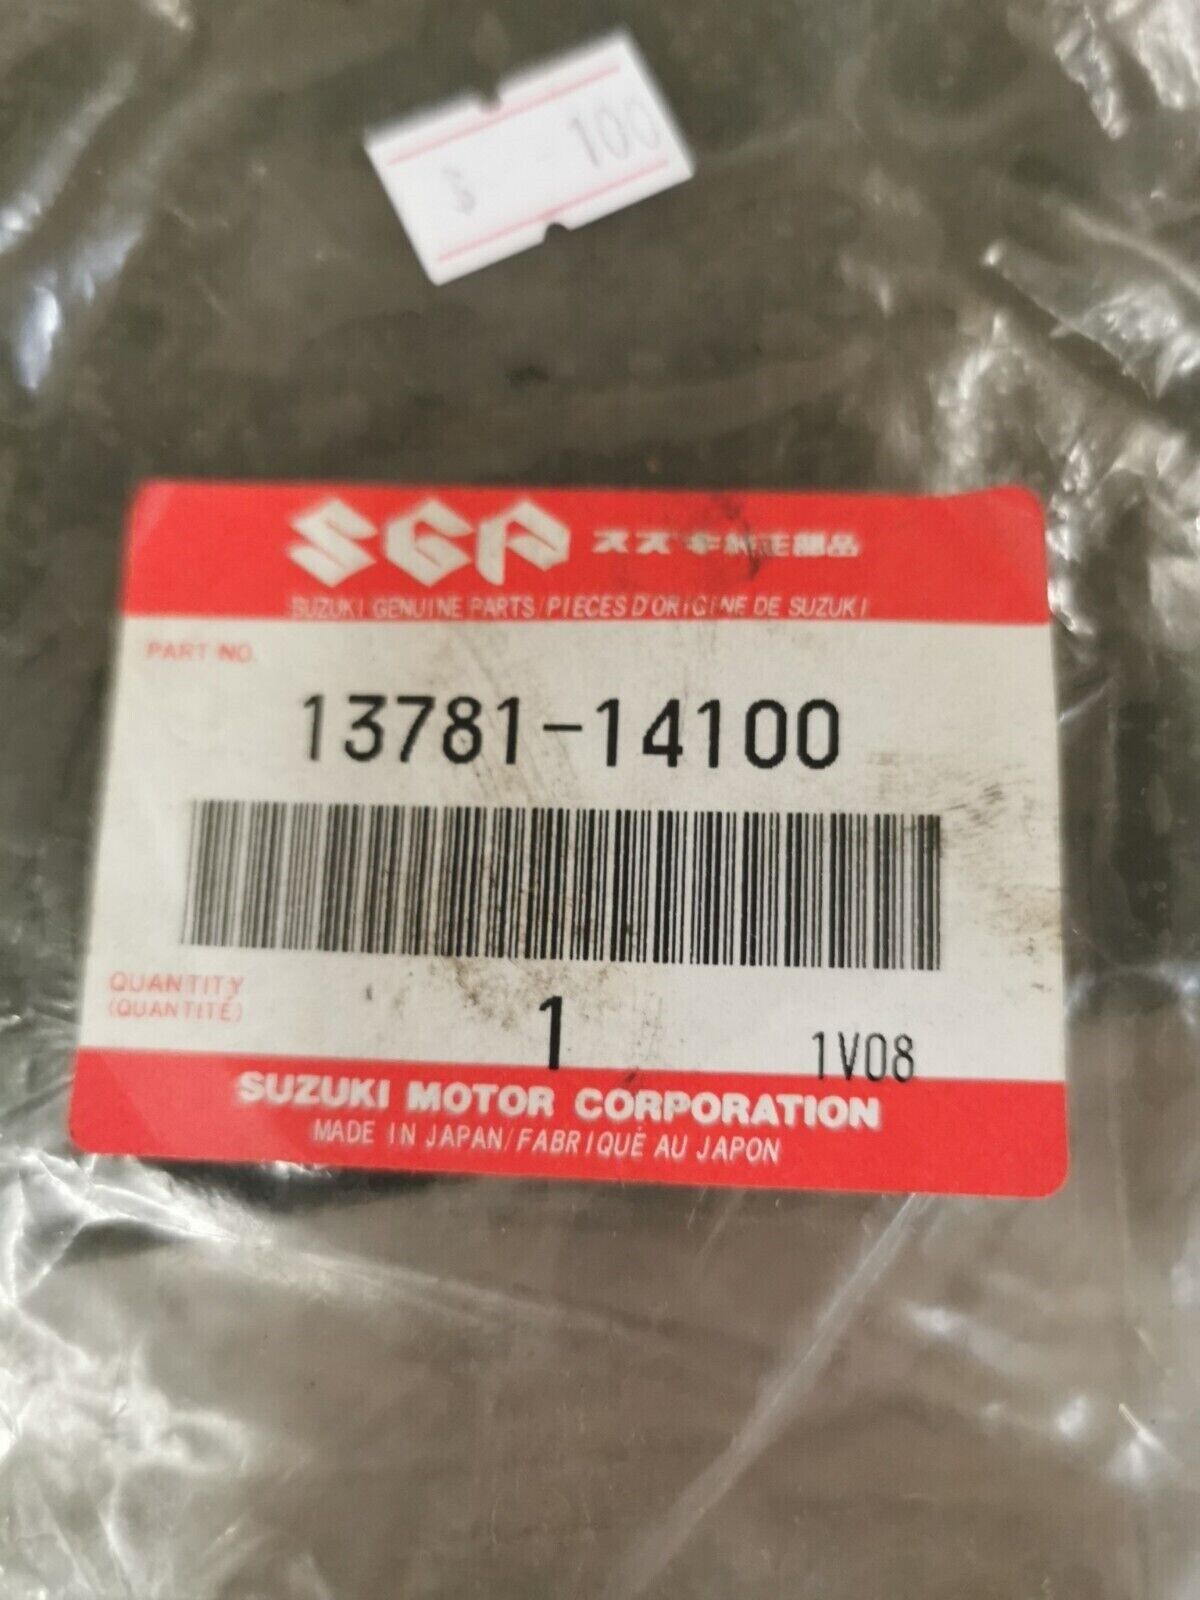 $ - 100
SGP スズキ純正部品
SUZUKI GENUINE PARTS/PIECES D'ORIGINE DE SUZUKI
PART NO.
13781-14100
QUANTITY
(QUANTITÉ)
1
1V08
SUZUKI MOTOR CORPORATION
MADE IN JAPAN/FABRIQUÉ AU JAPON